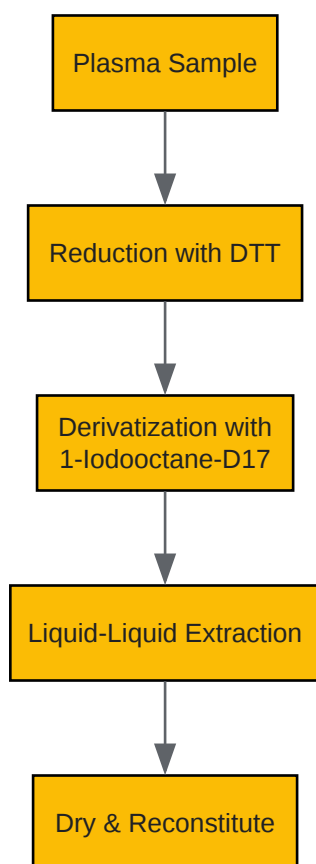 Plasma Sample
Reduction with DTT
Derivatization with
1-Iodooctane-D17
Liquid-Liquid Extraction
Dry & Reconstitute